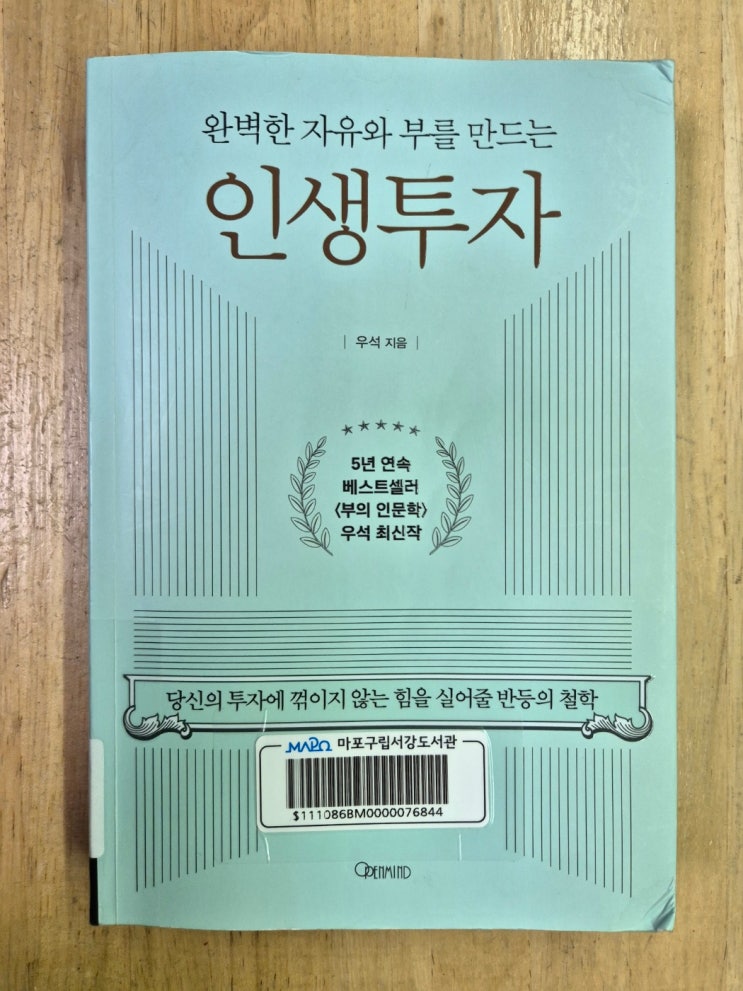 완벽한 자유와 부를 만드는
인생투자
| 우석 지음 |
5년 연속
베스트셀러
〈부의 인문학〉
우석 최신작
당신의 투자에 꺾이지 않는 힘을 실어줄 반등의 철학
MAPO 마포구립서강도서관
$111086BM0000076844
OPENMIND